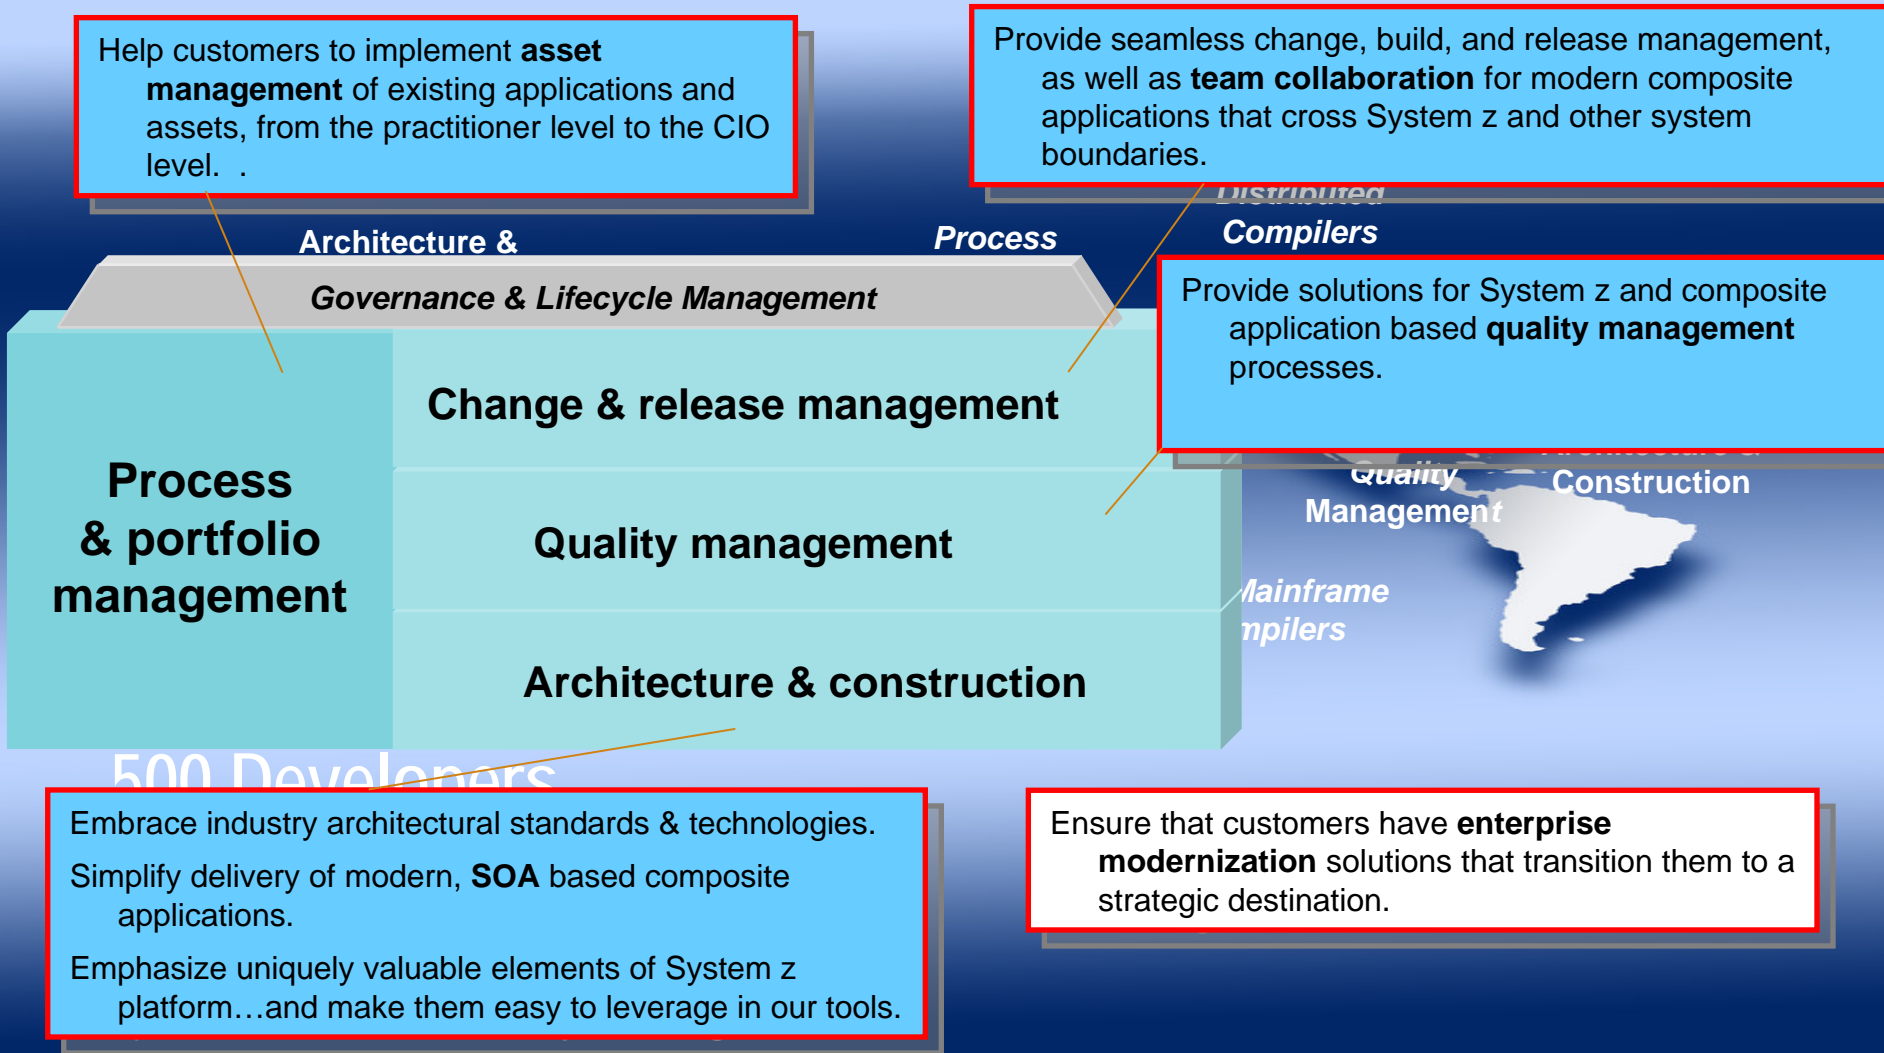 Help customers to implement asset
management of existing applications and
assets, from the practitioner level to the CIO
level. .
Provide seamless change, build, and release management,
as well as team collaboration for modern composite
applications that cross System z and other system
boundaries.
Distributed
Compilers
Architecture &
Process
Governance & Lifecycle Management
Provide solutions for System z and composite
application based quality management
processes.
Change & release management
Process
& portfolio
management
Quality management
Architecture & construction
Quality
Management
Architecture &
Construction
Mainframe
mpilers
500 Developers
Embrace industry architectural standards & technologies.
Simplify delivery of modern, SOA based composite
applications.
Emphasize uniquely valuable elements of System z
platform…and make them easy to leverage in our tools.
Ensure that customers have enterprise
modernization solutions that transition them to a
strategic destination.